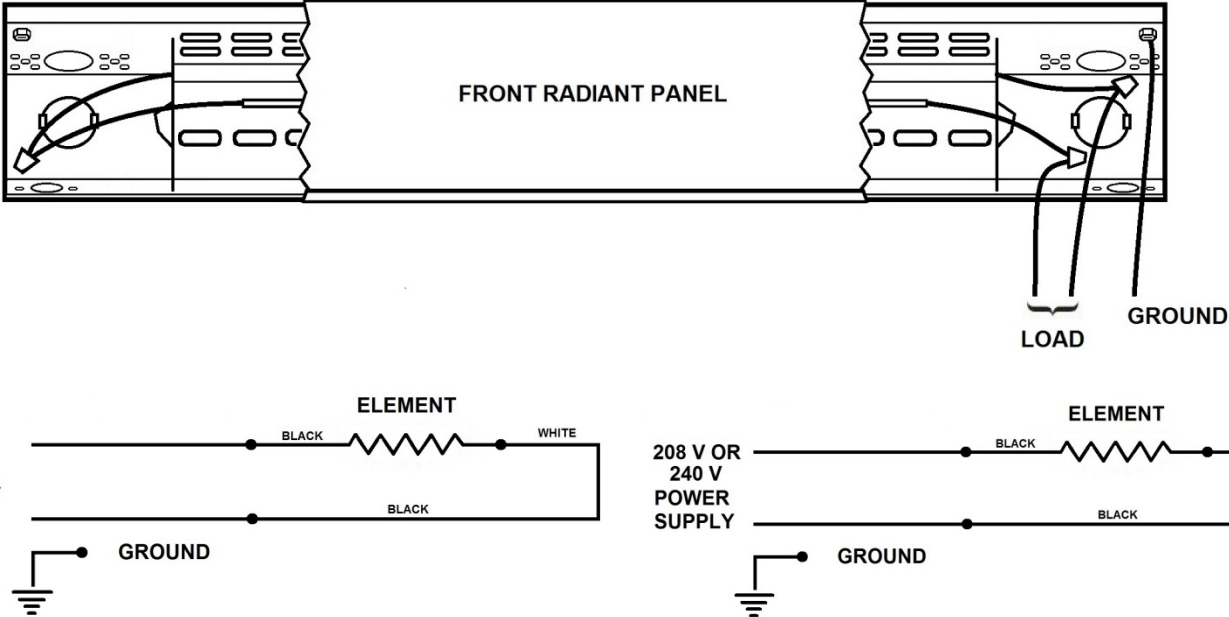 FRONT RADIANT PANEL
LOAD
GROUND
ELEMENT
BLACK
WHITE
BLACK
GROUND
ELEMENT
208 V OR
240 V
POWER
SUPPLY
BLACK
BLACK
GROUND